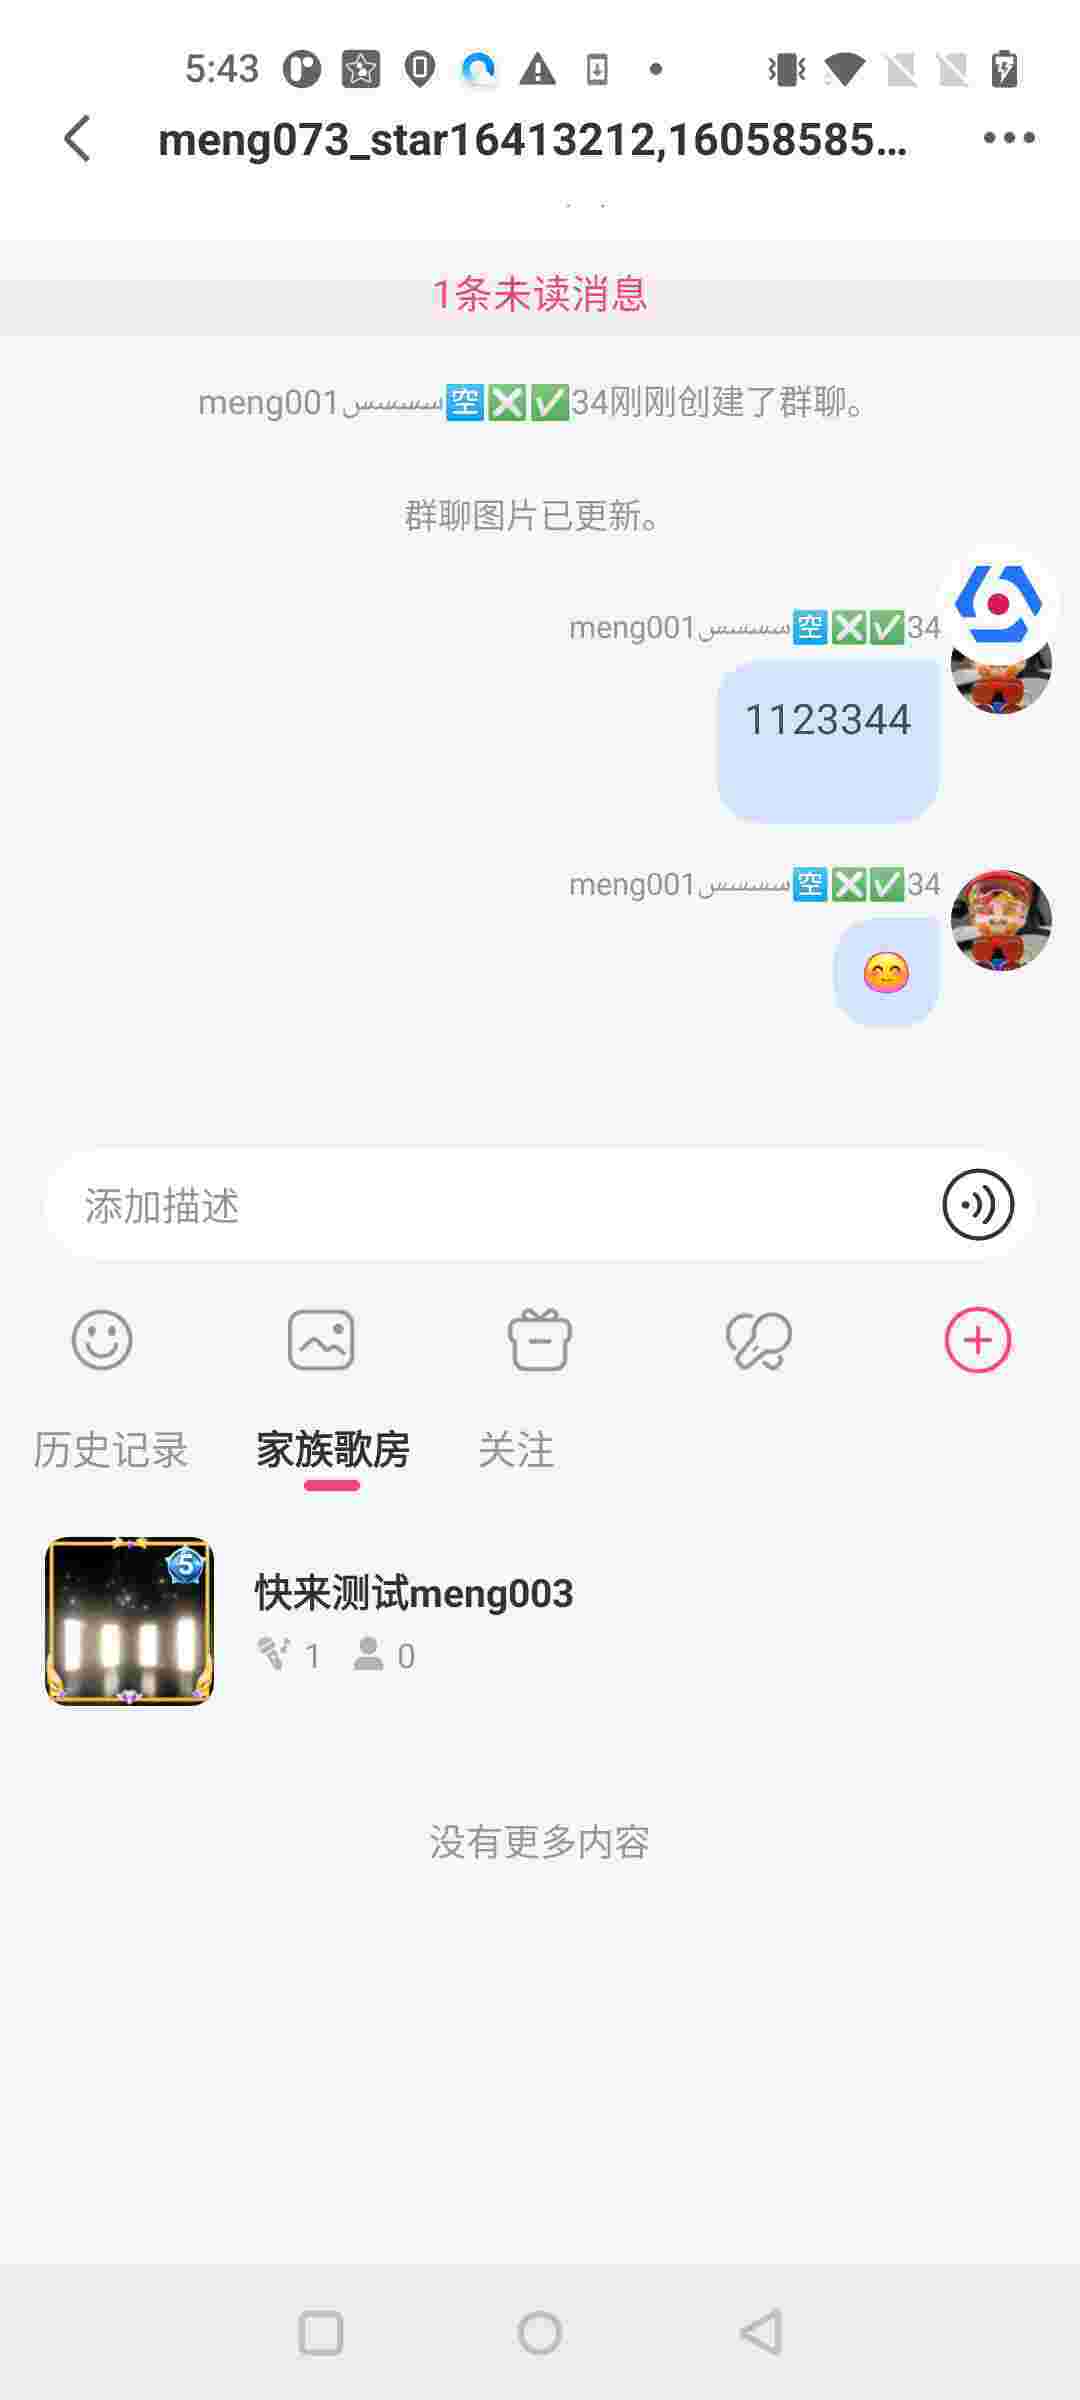 5:43
meng073_star16413212,16058585...
1条未读消息
meng001سسسس🈳❎✅34刚刚创建了群聊。
群聊图片已更新。
meng001سسسس🈳❎✅34
1123344
meng001سسسس🈳❎✅34
😊
添加描述
历史记录 家族歌房 关注
5
快来测试meng003
1 0
没有更多内容